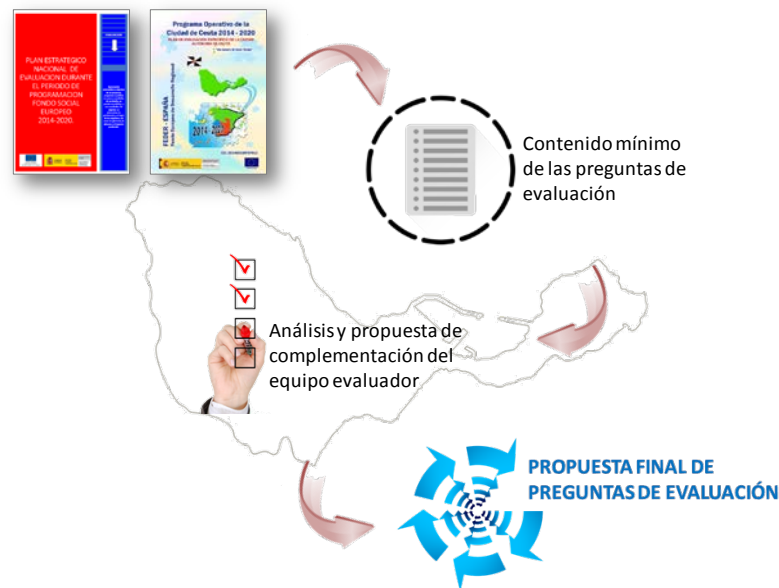 PLAN ESTRATEGICO
NACIONAL DE
EVALUACION DURANTE
EL PERIODO DE
PROGRAMACION
FONDO SOCIAL
EUROPEO
2014-2020.
Programa Operativo de la
Ciudad de Ceuta 2014 - 2020
FEDER - ESPAÑA
2014-2020
Contenido mínimo
de las preguntas de
evaluación
Análisis y propuesta de
complementación del
equipo evaluador
PROPUESTA FINAL DE
PREGUNTAS DE EVALUACIÓN